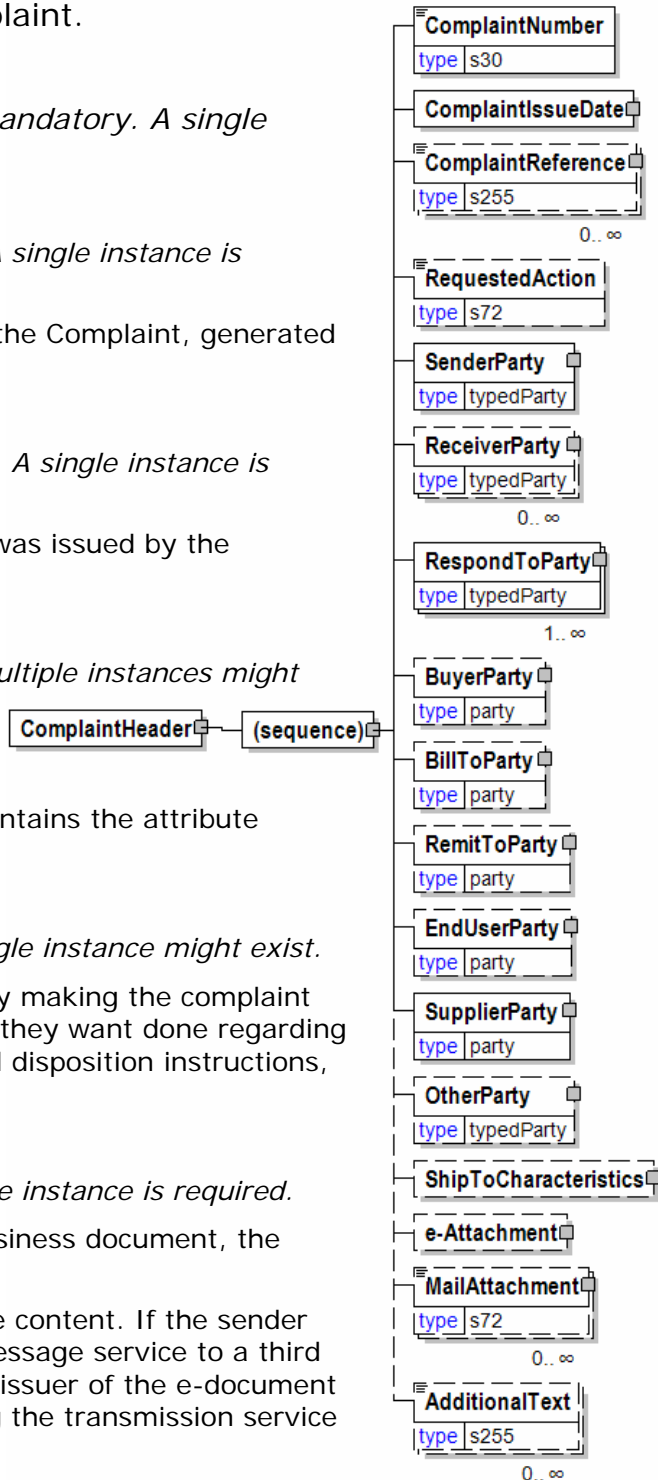 plaint.
andatory. A single
A single instance is
the Complaint, generated
. A single instance is
was issued by the
ultiple instances might
ntains the attribute
gle instance might exist.
y making the complaint
they want done regarding
d disposition instructions,
e instance is required.
siness document, the
e content. If the sender
essage service to a third
issuer of the e-document
g the transmission service
ComplaintHeader
(sequence)
ComplaintNumber
type s30
ComplaintIssueDate
ComplaintReference
type s255
0.. ∞
RequestedAction
type s72
SenderParty
type typedParty
ReceiverParty
type typedParty
0.. ∞
RespondToParty
type typedParty
1.. ∞
BuyerParty
type party
BillToParty
type party
RemitToParty
type party
EndUserParty
type party
SupplierParty
type party
OtherParty
type typedParty
ShipToCharacteristics
e-Attachment
MailAttachment
type s72
0.. ∞
AdditionalText
type s255
0.. ∞